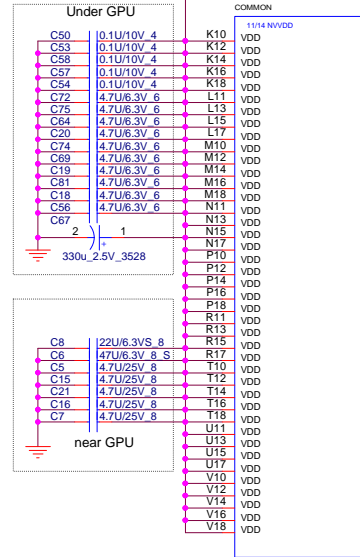 COMMON
Under GPU
11/14 NVVDD
C50 0.1U/10V_4 K10 VDD
C53 0.1U/10V_4 K12 VDD
C58 0.1U/10V_4 K14 VDD
C57 0.1U/10V_4 K16 VDD
C54 0.1U/10V_4 K18 VDD
C72 4.7U/6.3V_6 L11 VDD
C75 4.7U/6.3V_6 L13 VDD
C64 4.7U/6.3V_6 L15 VDD
C20 4.7U/6.3V_6 L17 VDD
C74 4.7U/6.3V_6 M10 VDD
C69 4.7U/6.3V_6 M12 VDD
C19 4.7U/6.3V_6 M14 VDD
C81 4.7U/6.3V_6 M16 VDD
C18 4.7U/6.3V_6 M18 VDD
C56 4.7U/6.3V_6 N11 VDD
C67 N13 VDD
2 1 N15 VDD
+ N17 VDD
330u_2.5V_3528 P10 VDD
P12 VDD
P14 VDD
P16 VDD
P18 VDD
R11 VDD
R13 VDD
C8 22U/6.3VS_8 R15 VDD
C6 47U/6.3V_8_S R17 VDD
C5 4.7U/25V_8 T10 VDD
C15 4.7U/25V_8 T12 VDD
C21 4.7U/25V_8 T14 VDD
C16 4.7U/25V_8 T16 VDD
C7 4.7U/25V_8 T18 VDD
U11 VDD
near GPU U13 VDD
U15 VDD
U17 VDD
V10 VDD
V12 VDD
V14 VDD
V16 VDD
V18 VDD